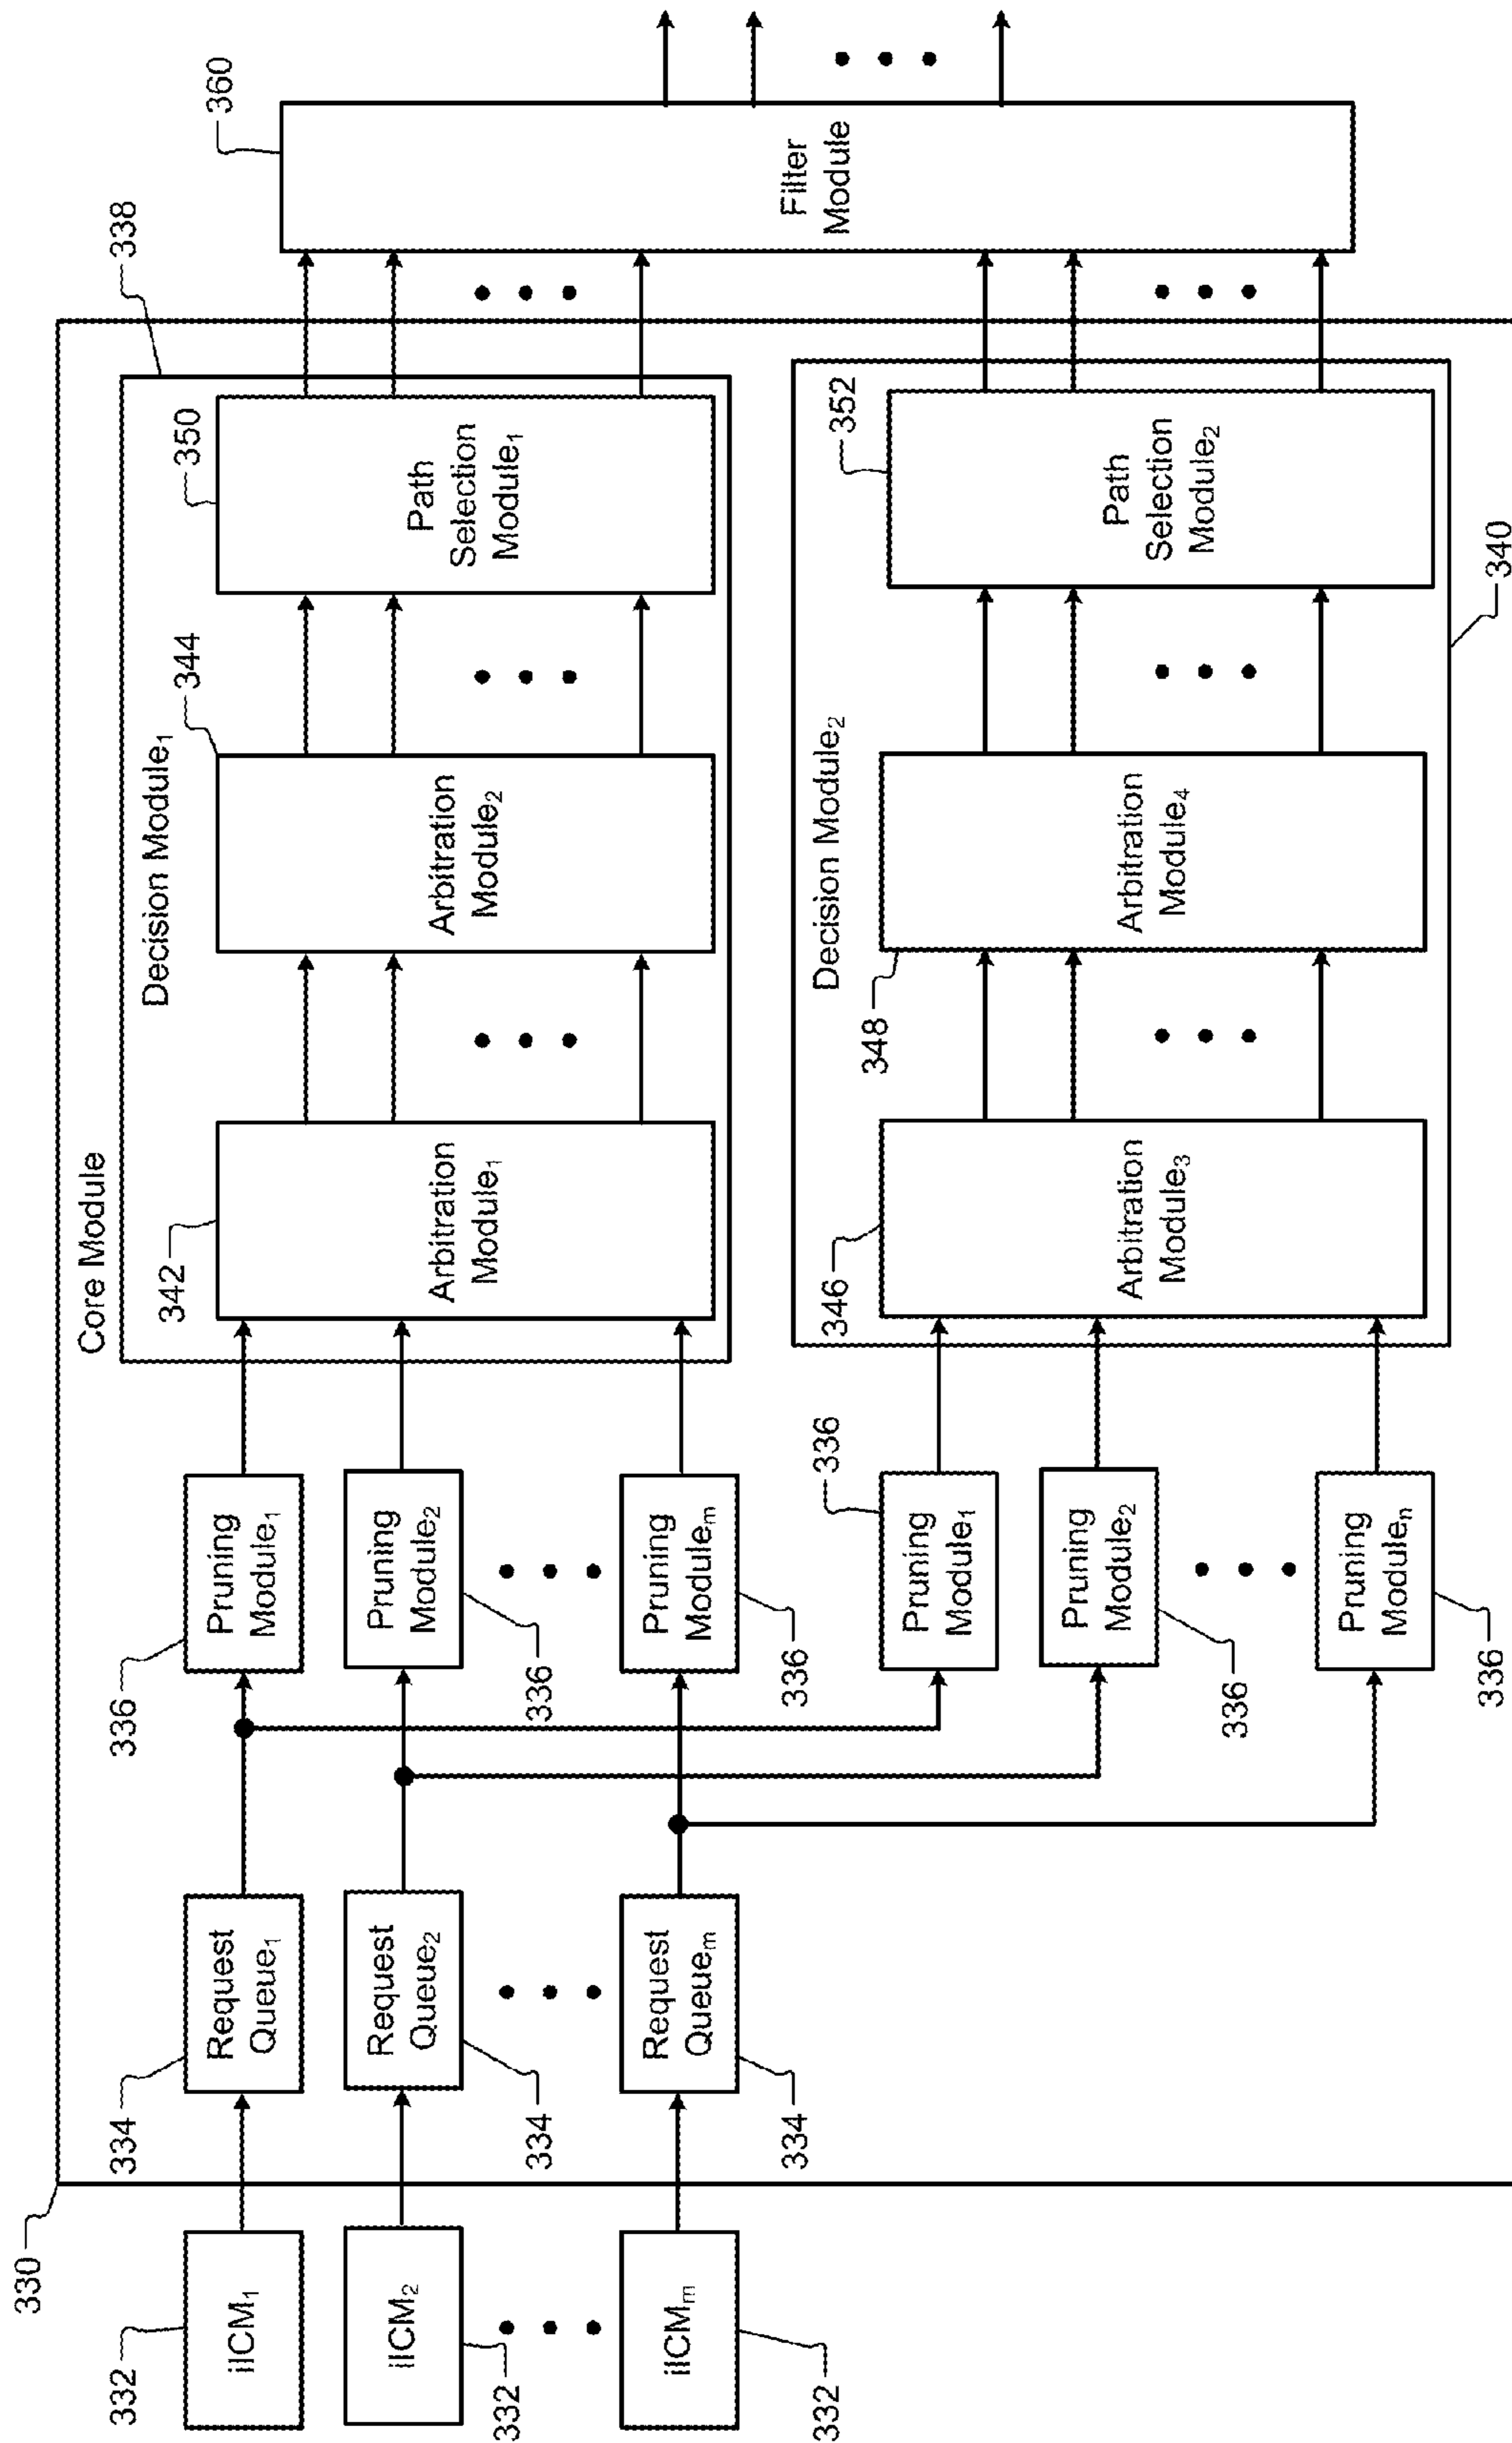 330
Core Module
338
360
332
iICM₁
334
Request
Queue₁
336
Pruning
Module₁
342
Arbitration
Module₁
Decision Module₁
344
Arbitration
Module₂
350
Path
Selection
Module₁
iICM₂
332
Request
Queue₂
334
Pruning
Module₂
336
iICMₘ
332
Request
Queueₘ
334
Pruning
Moduleₘ
336
Filter
Module
336
Pruning
Module₁
Pruning
Module₂
336
Pruning
Moduleₙ
336
346
Arbitration
Module₃
348
Decision Module₂
Arbitration
Module₄
352
Path
Selection
Module₂
340